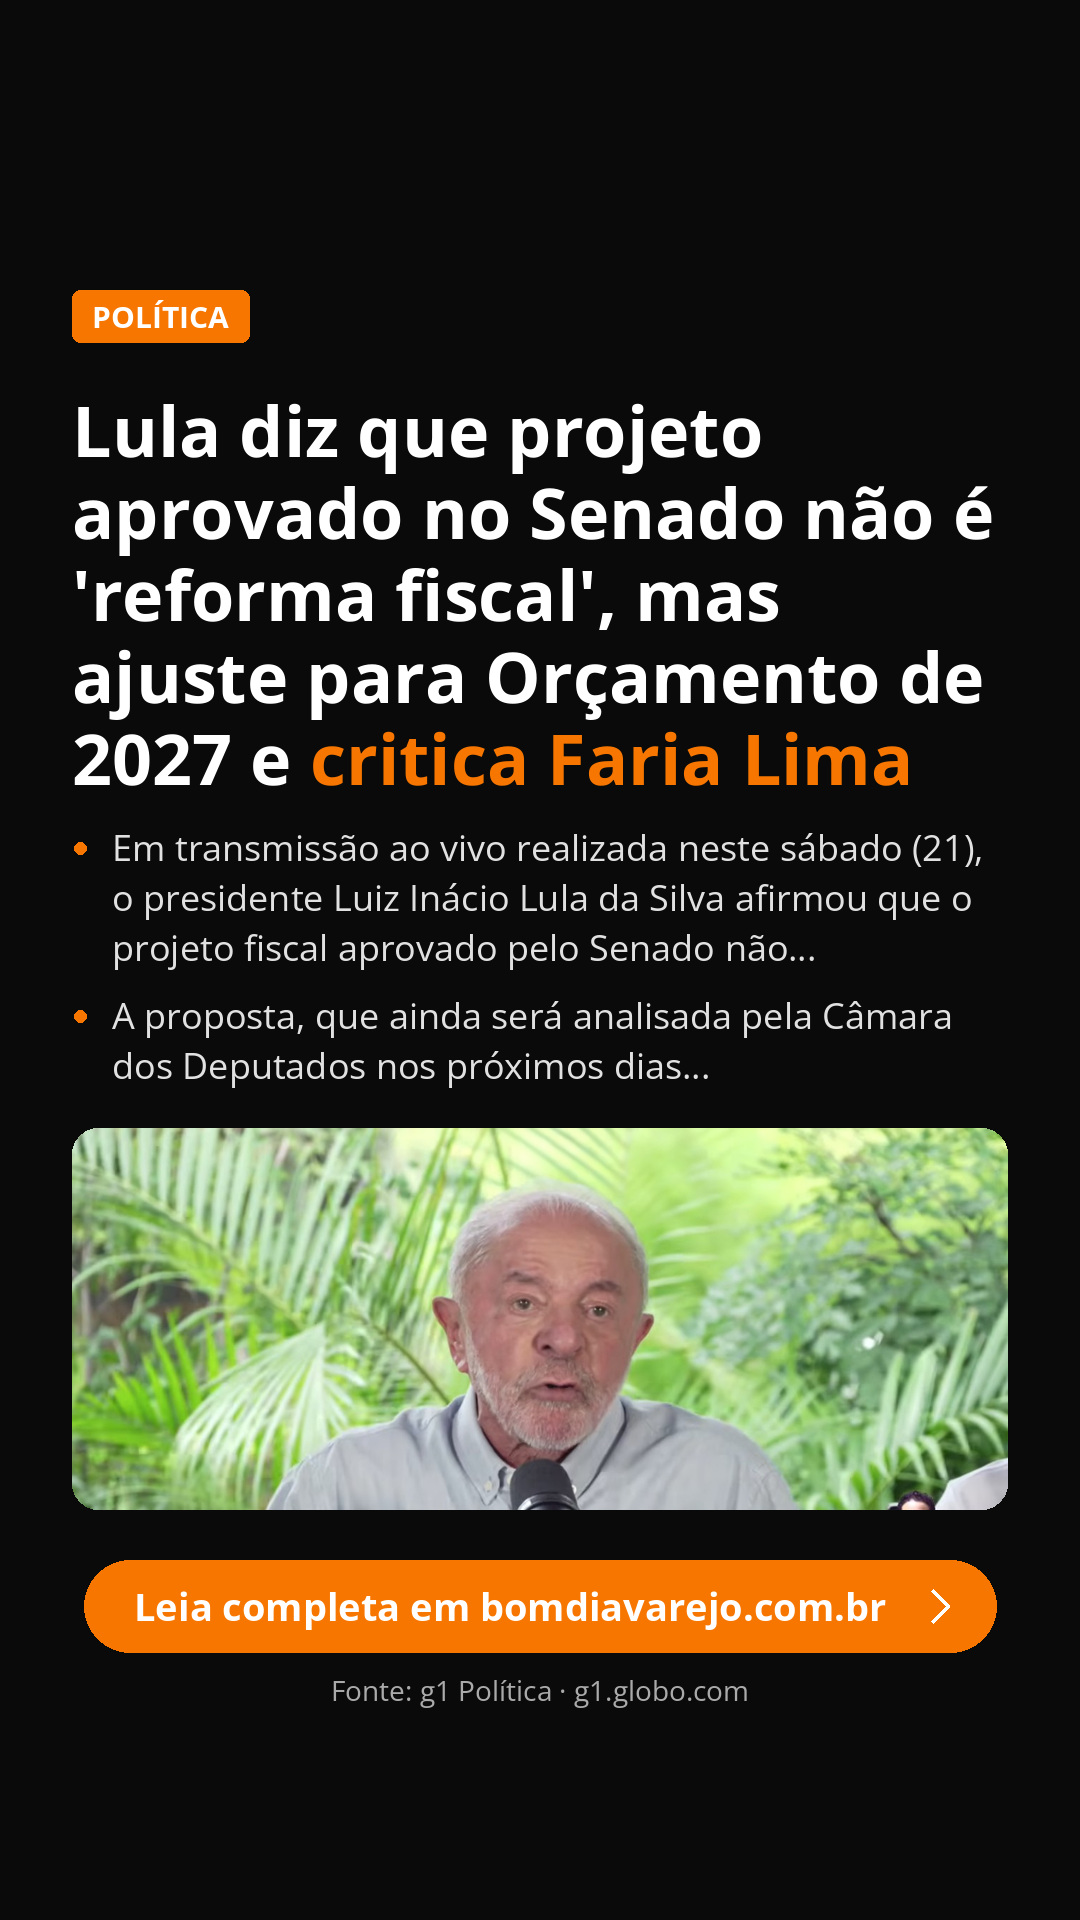 POLÍTICA
Lula diz que projeto
aprovado no Senado não é
'reforma fiscal', mas
ajuste para Orçamento de
2027 e critica Faria Lima
• Em transmissão ao vivo realizada neste sábado (21),
o presidente Luiz Inácio Lula da Silva afirmou que o
projeto fiscal aprovado pelo Senado não...
• A proposta, que ainda será analisada pela Câmara
dos Deputados nos próximos dias...
Leia completa em bomdiavarejo.com.br
Fonte: g1 Política · g1.globo.com